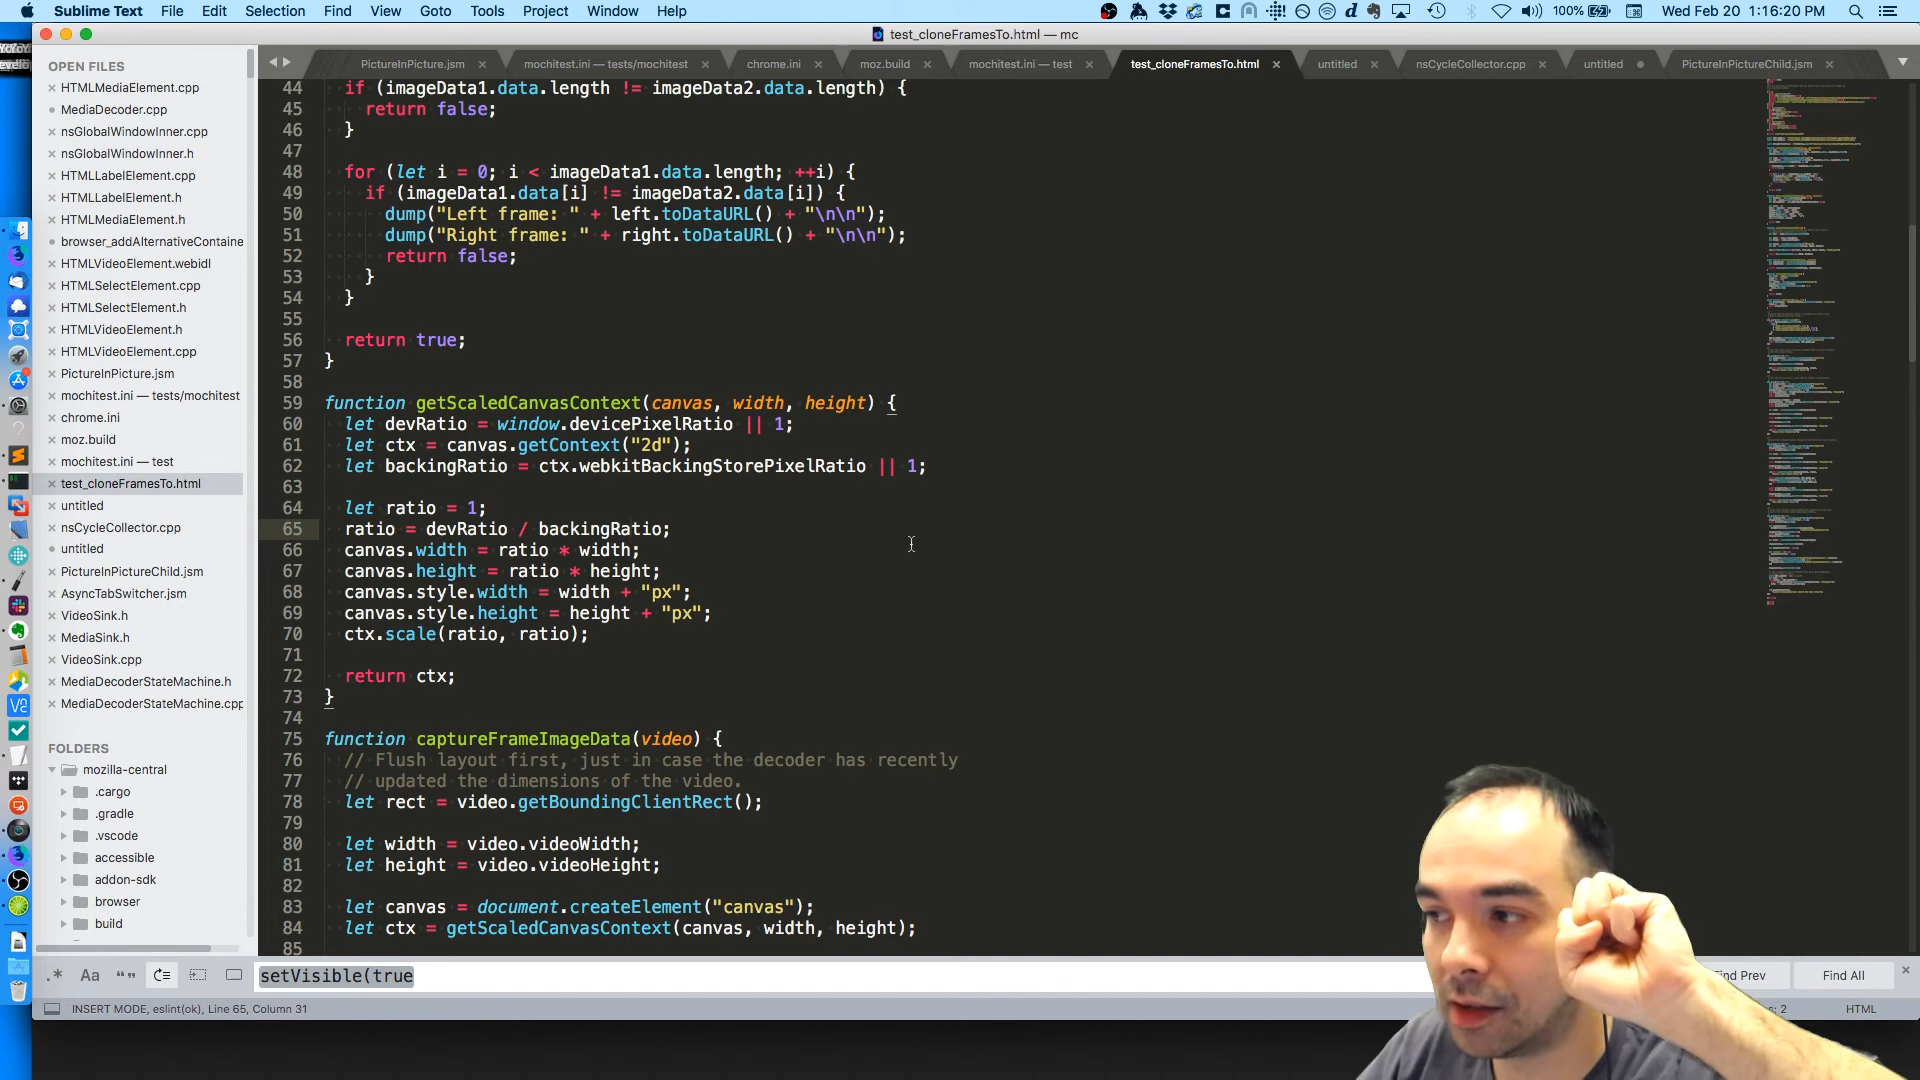 Sublime Text File Edit Selection Find View Goto Tools Project Window Help 100% Wed Feb 20 1:16:20 PM
test_cloneFramesTo.html — mc
OPEN FILES
HTMLMediaElement.cpp
MediaDecoder.cpp
nsGlobalWindowInner.cpp
nsGlobalWindowInner.h
HTMLLabelElement.cpp
HTMLLabelElement.h
HTMLMediaElement.h
browser_addAlternativeContaine
HTMLVideoElement.webidl
HTMLSelectElement.cpp
HTMLSelectElement.h
HTMLVideoElement.h
HTMLVideoElement.cpp
PictureInPicture.jsm
mochitest.ini — tests/mochitest
chrome.ini
moz.build
mochitest.ini — test
test_cloneFramesTo.html
untitled
nsCycleCollector.cpp
untitled
PictureInPictureChild.jsm
AsyncTabSwitcher.jsm
VideoSink.h
MediaSink.h
VideoSink.cpp
MediaDecoderStateMachine.h
MediaDecoderStateMachine.cpp
FOLDERS
mozilla-central
.cargo
.gradle
.vscode
accessible
addon-sdk
browser
build
PictureInPicture.jsm mochitest.ini — tests/mochitest chrome.ini moz.build mochitest.ini — test test_cloneFramesTo.html untitled nsCycleCollector.cpp untitled PictureInPictureChild.jsm
44 if (imageData1.data.length != imageData2.data.length) {
45 return false;
46 }
47
48 for (let i = 0; i < imageData1.data.length; ++i) {
49 if (imageData1.data[i] != imageData2.data[i]) {
50 dump("Left frame: " + left.toDataURL() + "\n\n");
51 dump("Right frame: " + right.toDataURL() + "\n\n");
52 return false;
53 }
54 }
55
56 return true;
57 }
58
59 function getScaledCanvasContext(canvas, width, height) {
60 let devRatio = window.devicePixelRatio || 1;
61 let ctx = canvas.getContext("2d");
62 let backingRatio = ctx.webkitBackingStorePixelRatio || 1;
63
64 let ratio = 1;
65 ratio = devRatio / backingRatio;
66 canvas.width = ratio * width;
67 canvas.height = ratio * height;
68 canvas.style.width = width + "px";
69 canvas.style.height = height + "px";
70 ctx.scale(ratio, ratio);
71
72 return ctx;
73 }
74
75 function captureFrameImageData(video) {
76 // Flush layout first, just in case the decoder has recently
77 // updated the dimensions of the video.
78 let rect = video.getBoundingClientRect();
79
80 let width = video.videoWidth;
81 let height = video.videoHeight;
82
83 let canvas = document.createElement("canvas");
84 let ctx = getScaledCanvasContext(canvas, width, height);
85
.* Aa “” setVisible(true Find Prev Find All
INSERT MODE, eslint(ok), Line 65, Column 31 2 HTML